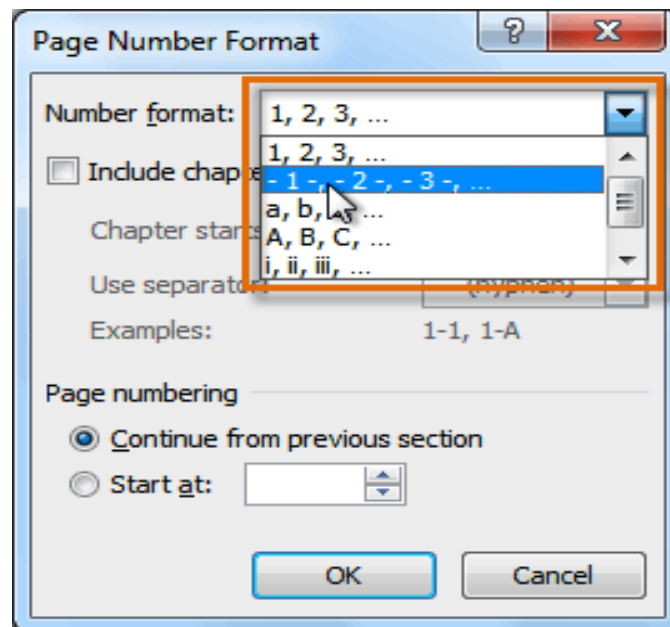 Page Number Format
Number format: 1, 2, 3, ...
1, 2, 3, ...
Include chapte
- 1 -, - 2 -, - 3 -, ...
a, b, ...
Chapter starts
A, B, C, ...
i, ii, iii, ...
Use separator: (hyphen)
Examples: 1-1, 1-A
Page numbering
Continue from previous section
Start at:
OK Cancel